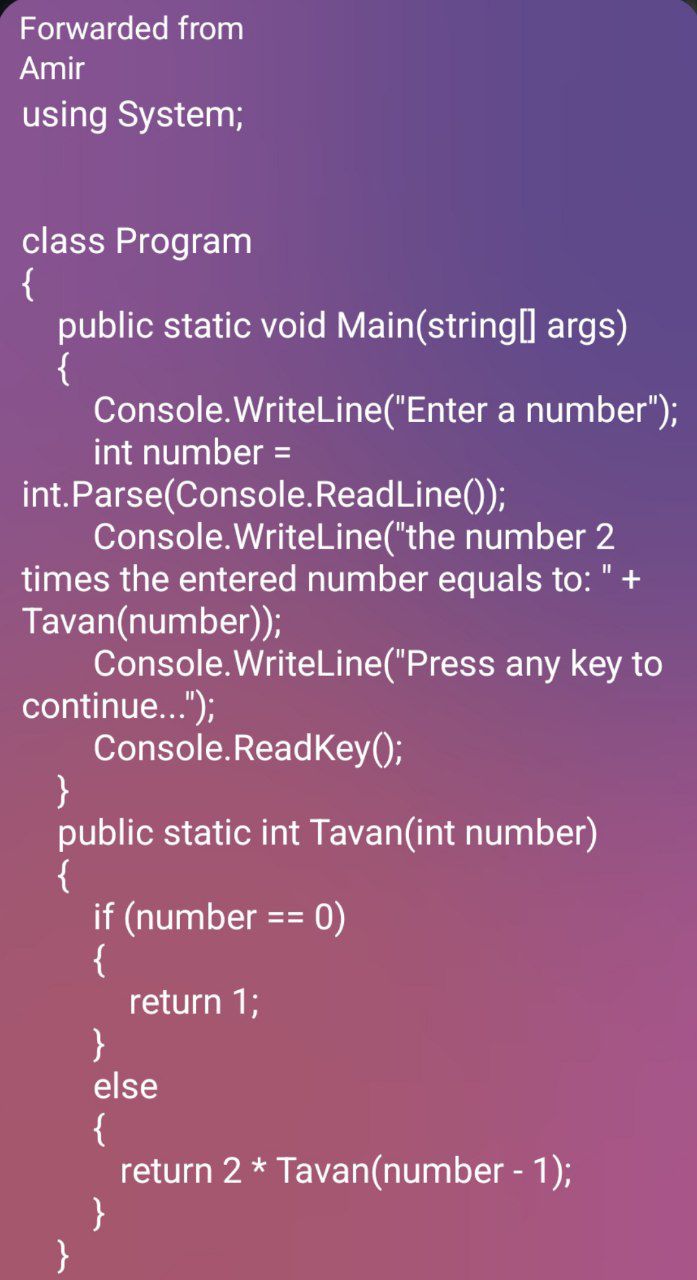 Forwarded from
Amir
using System;
class Program
{
public static void Main(string[] args)
{
Console.WriteLine("Enter a number");
int number =
int.Parse(Console.ReadLine());
Console.WriteLine("the number 2
times the entered number equals to: " +
Tavan(number));
Console.WriteLine("Press any key to
continue...");
Console.ReadKey();
}
public static int Tavan(int number)
{
if (number == 0)
{
return 1;
}
else
{
return 2 * Tavan(number - 1);
}
}